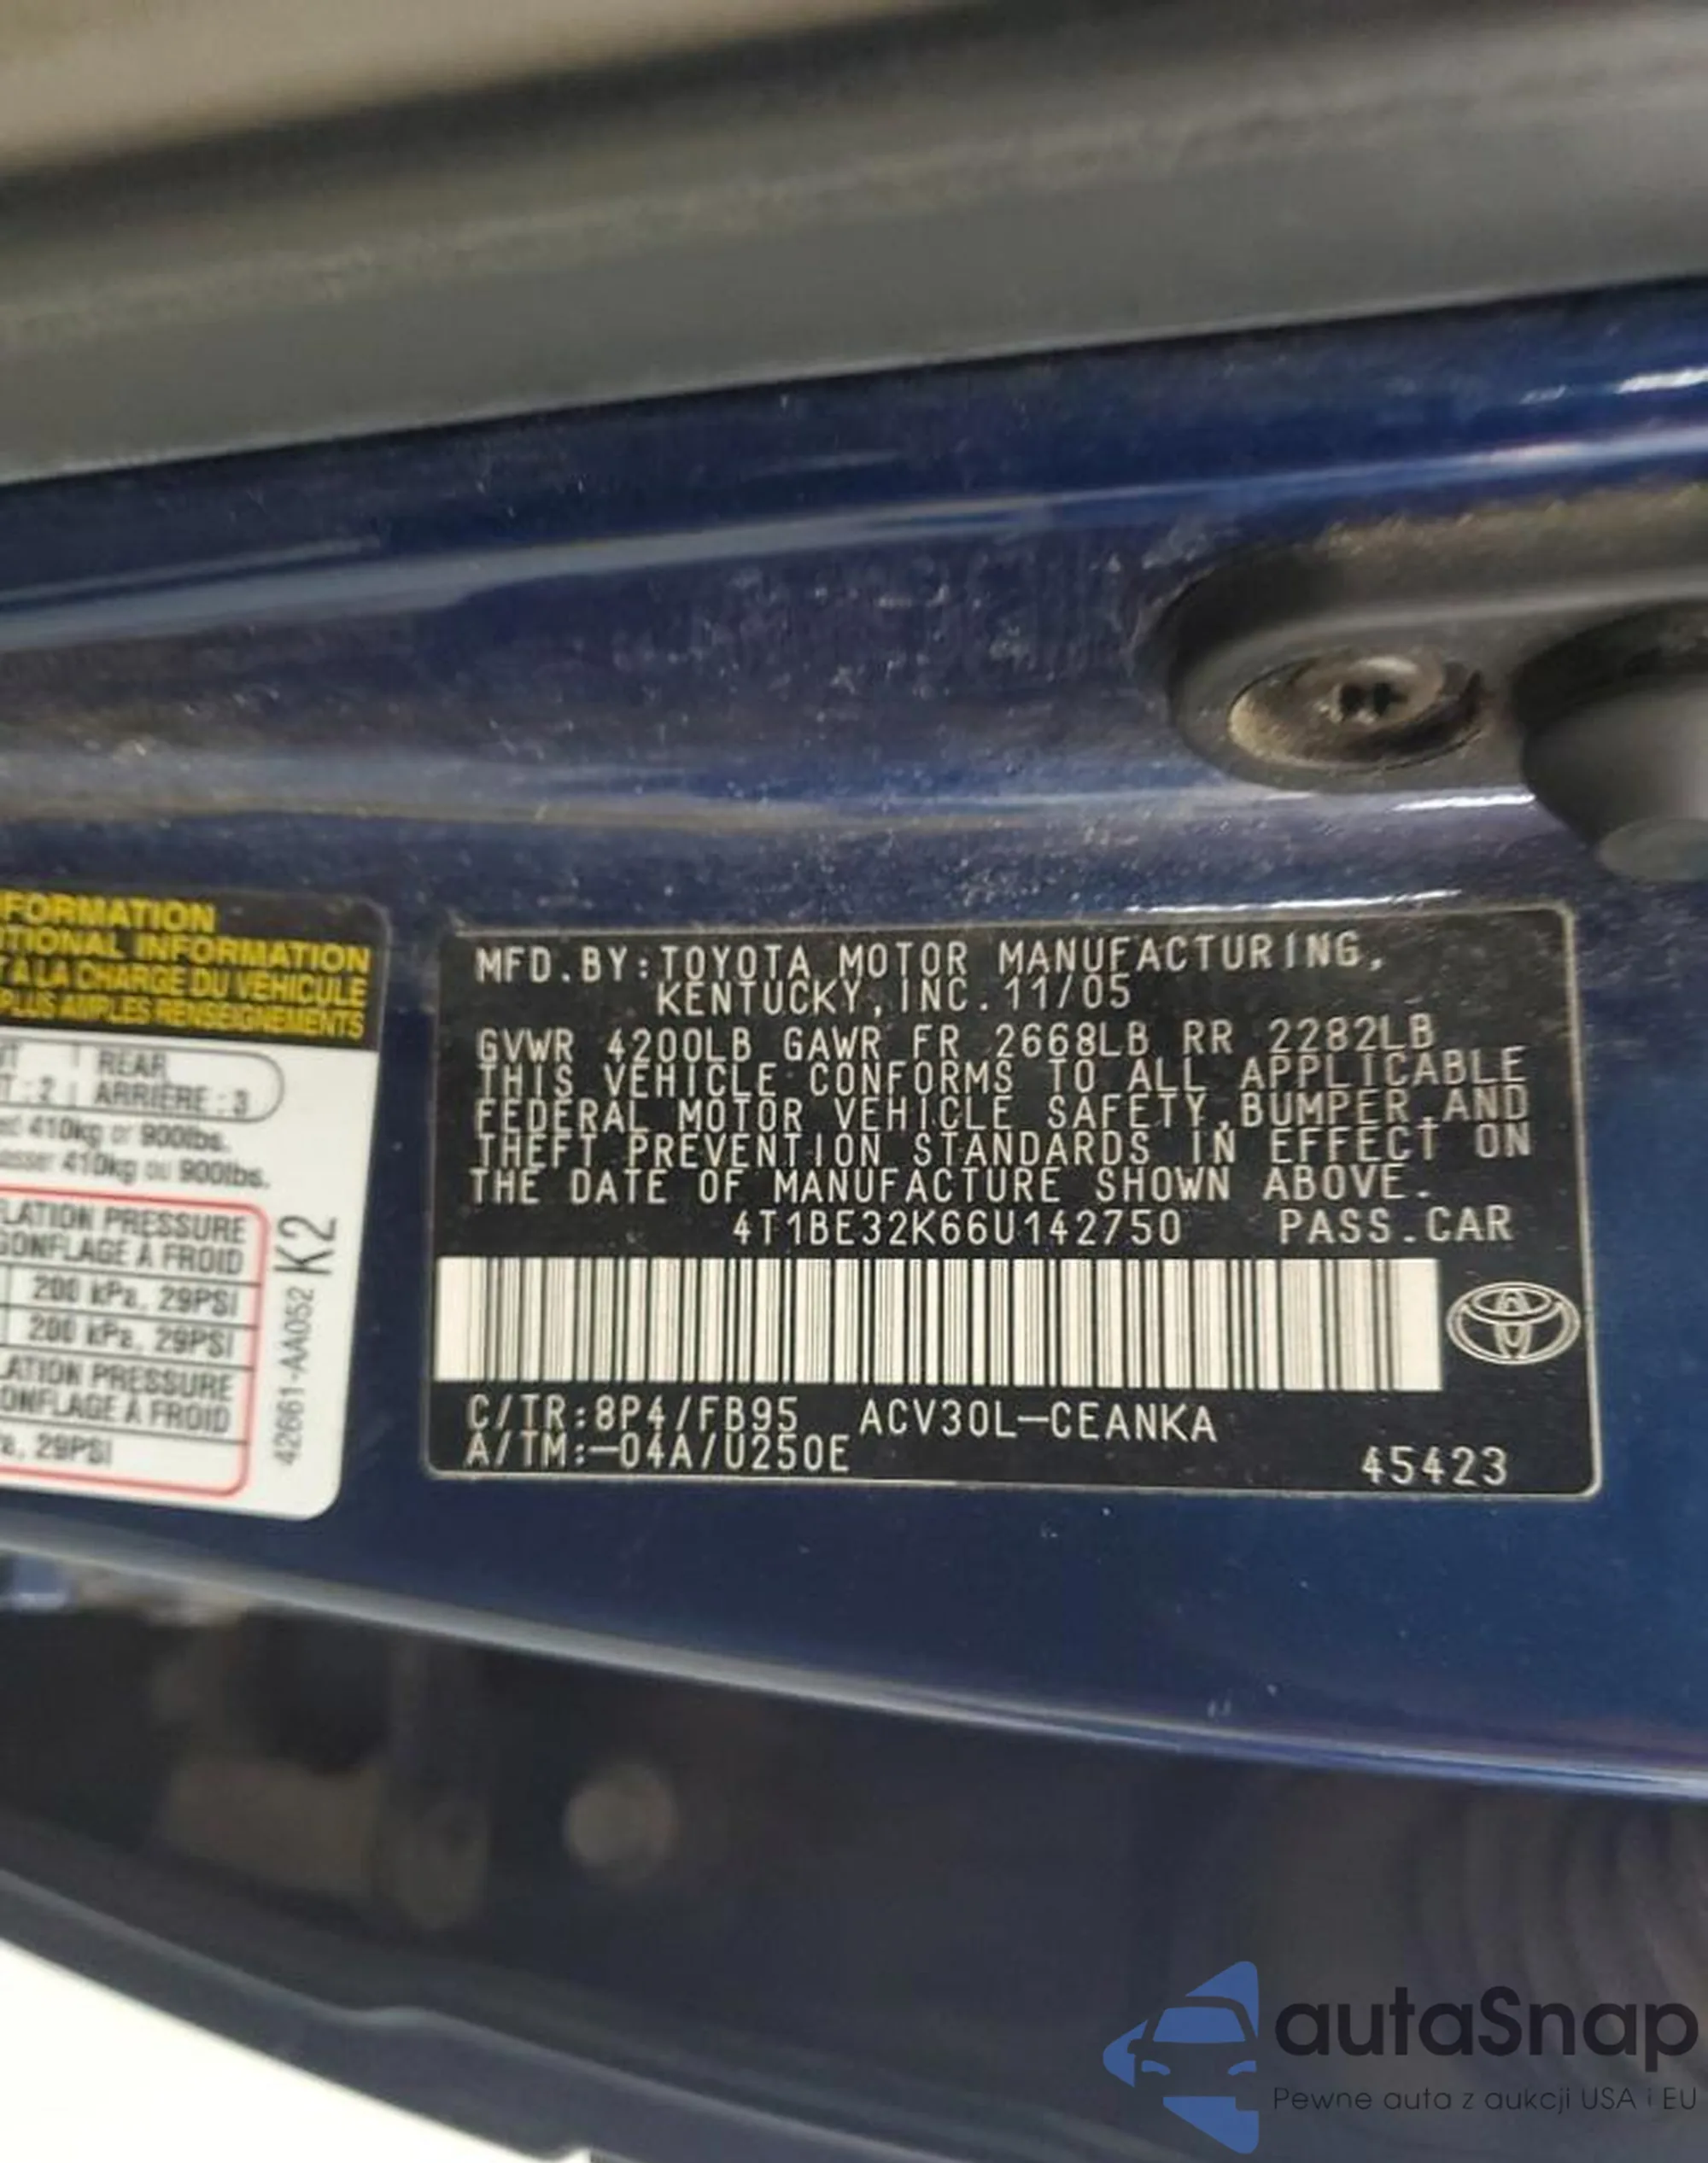 FORMATION
TIONAL INFORMATION
T À LA CHARGE DU VÉHICULE
PLUS AMPLES RENSEIGNEMENTS
REAR
T : 2 ARRIÈRE : 3
410kg or 900lbs.
410kg ou 900lbs.
LATION PRESSURE
GONFLAGE À FROID
200 kPa, 29PSI
200 kPa, 29PSI
LATION PRESSURE
ONFLAGE À FROID
29PSI
42661-AA052 K2
MFD.BY:TOYOTA MOTOR MANUFACTURING,
KENTUCKY,INC.11/05
GVWR 4200LB GAWR FR 2668LB RR 2282LB
THIS VEHICLE CONFORMS TO ALL APPLICABLE
FEDERAL MOTOR VEHICLE SAFETY,BUMPER,AND
THEFT PREVENTION STANDARDS IN EFFECT ON
THE DATE OF MANUFACTURE SHOWN ABOVE.
4T1BE32K66U142750 PASS.CAR
C/TR:8P4/FB95 ACV30L-CEANKA
A/TM:-04A/U250E
45423
autaSnap
Pewne auta z aukcji USA i EU